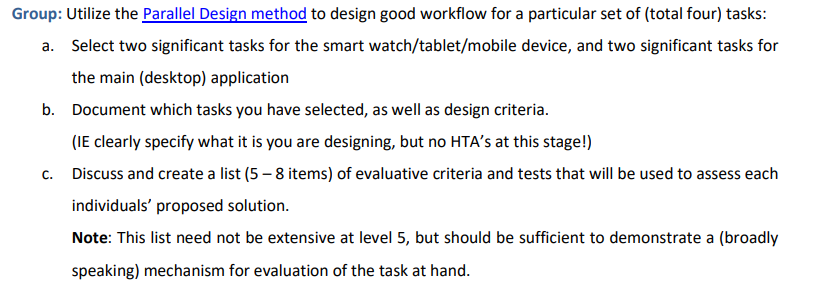 Group: Utilize the Parallel Design method to design good workflow for a particular set of (total four) tasks:
a. Select two significant tasks for the smart watch/tablet/mobile device, and two significant tasks for
the main (desktop) application
b. Document which tasks you have selected, as well as design criteria.
(IE clearly specify what it is you are designing, but no HTA's at this stage!)
c. Discuss and create a list (5 – 8 items) of evaluative criteria and tests that will be used to assess each
individuals' proposed solution.
Note: This list need not be extensive at level 5, but should be sufficient to demonstrate a (broadly
speaking) mechanism for evaluation of the task at hand.